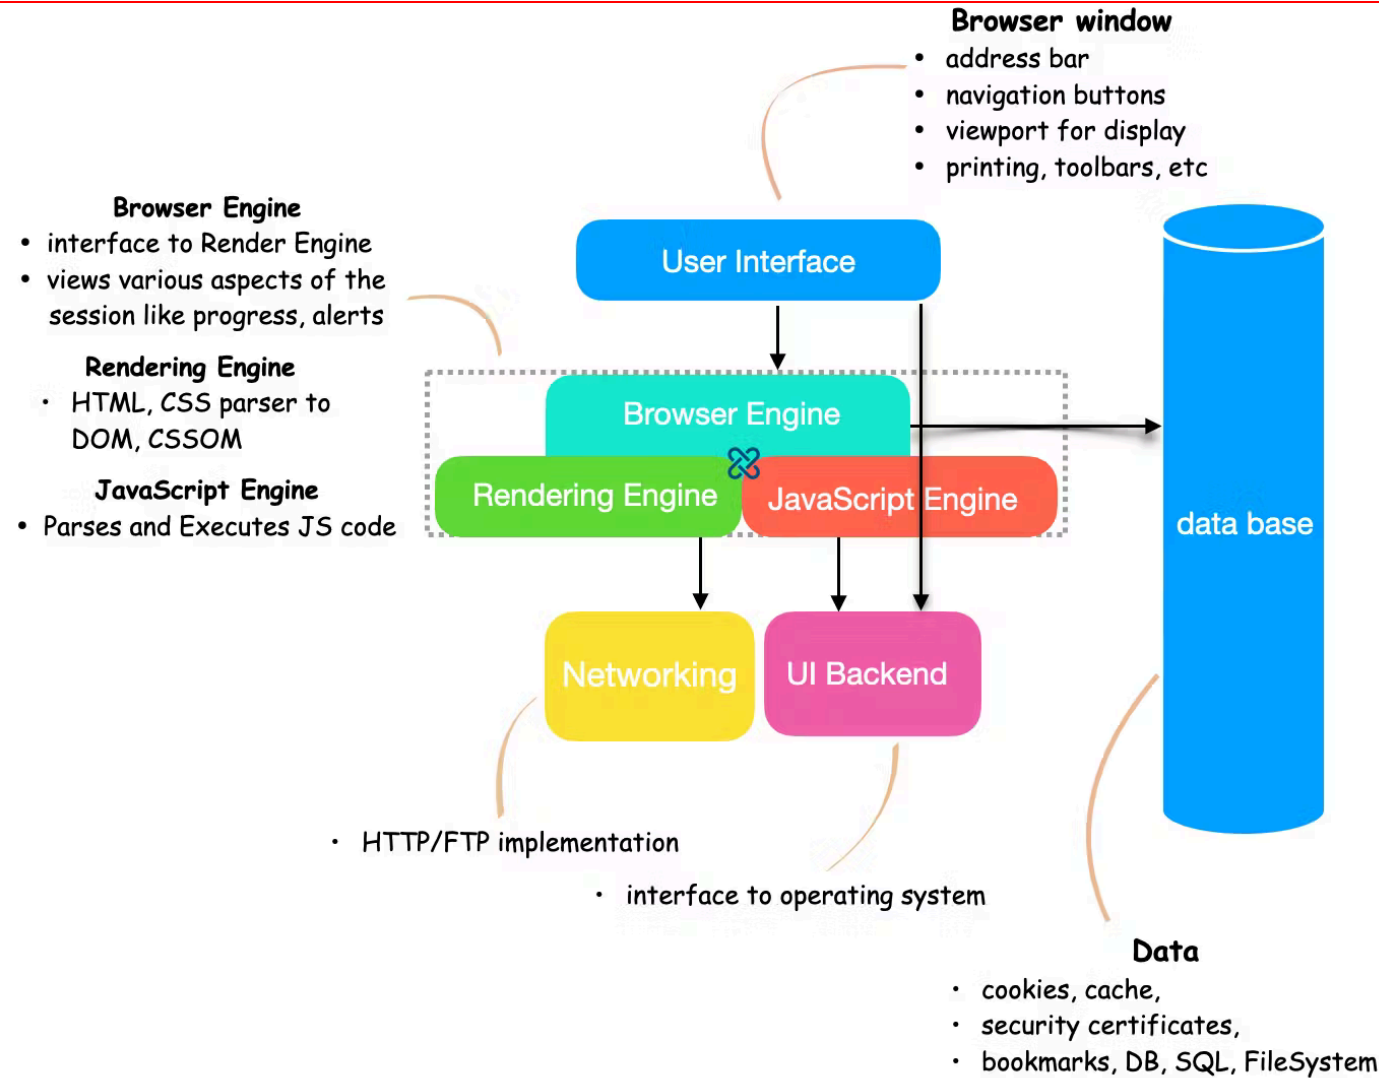 Browser window
• address bar
• navigation buttons
• viewport for display
• printing, toolbars, etc
Browser Engine
• interface to Render Engine
• views various aspects of the
session like progress, alerts
Rendering Engine
• HTML, CSS parser to
DOM, CSSOM
JavaScript Engine
• Parses and Executes JS code
User Interface
Browser Engine
Rendering Engine
JavaScript Engine
data base
Networking
UI Backend
• HTTP/FTP implementation
• interface to operating system
Data
• cookies, cache,
• security certificates,
• bookmarks, DB, SQL, FileSystem